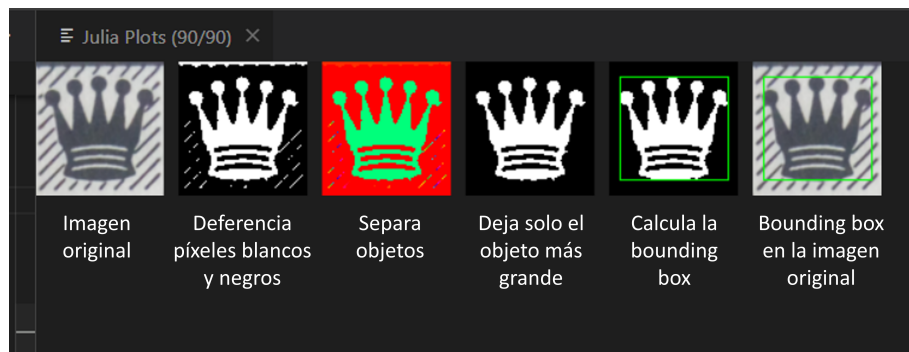 Julia Plots (90/90)
Imagen
original
Deferencia
píxeles blancos
y negros
Separa
objetos
Deja solo el
objeto más
grande
Calcula la
bounding
box
Bounding box
en la imagen
original